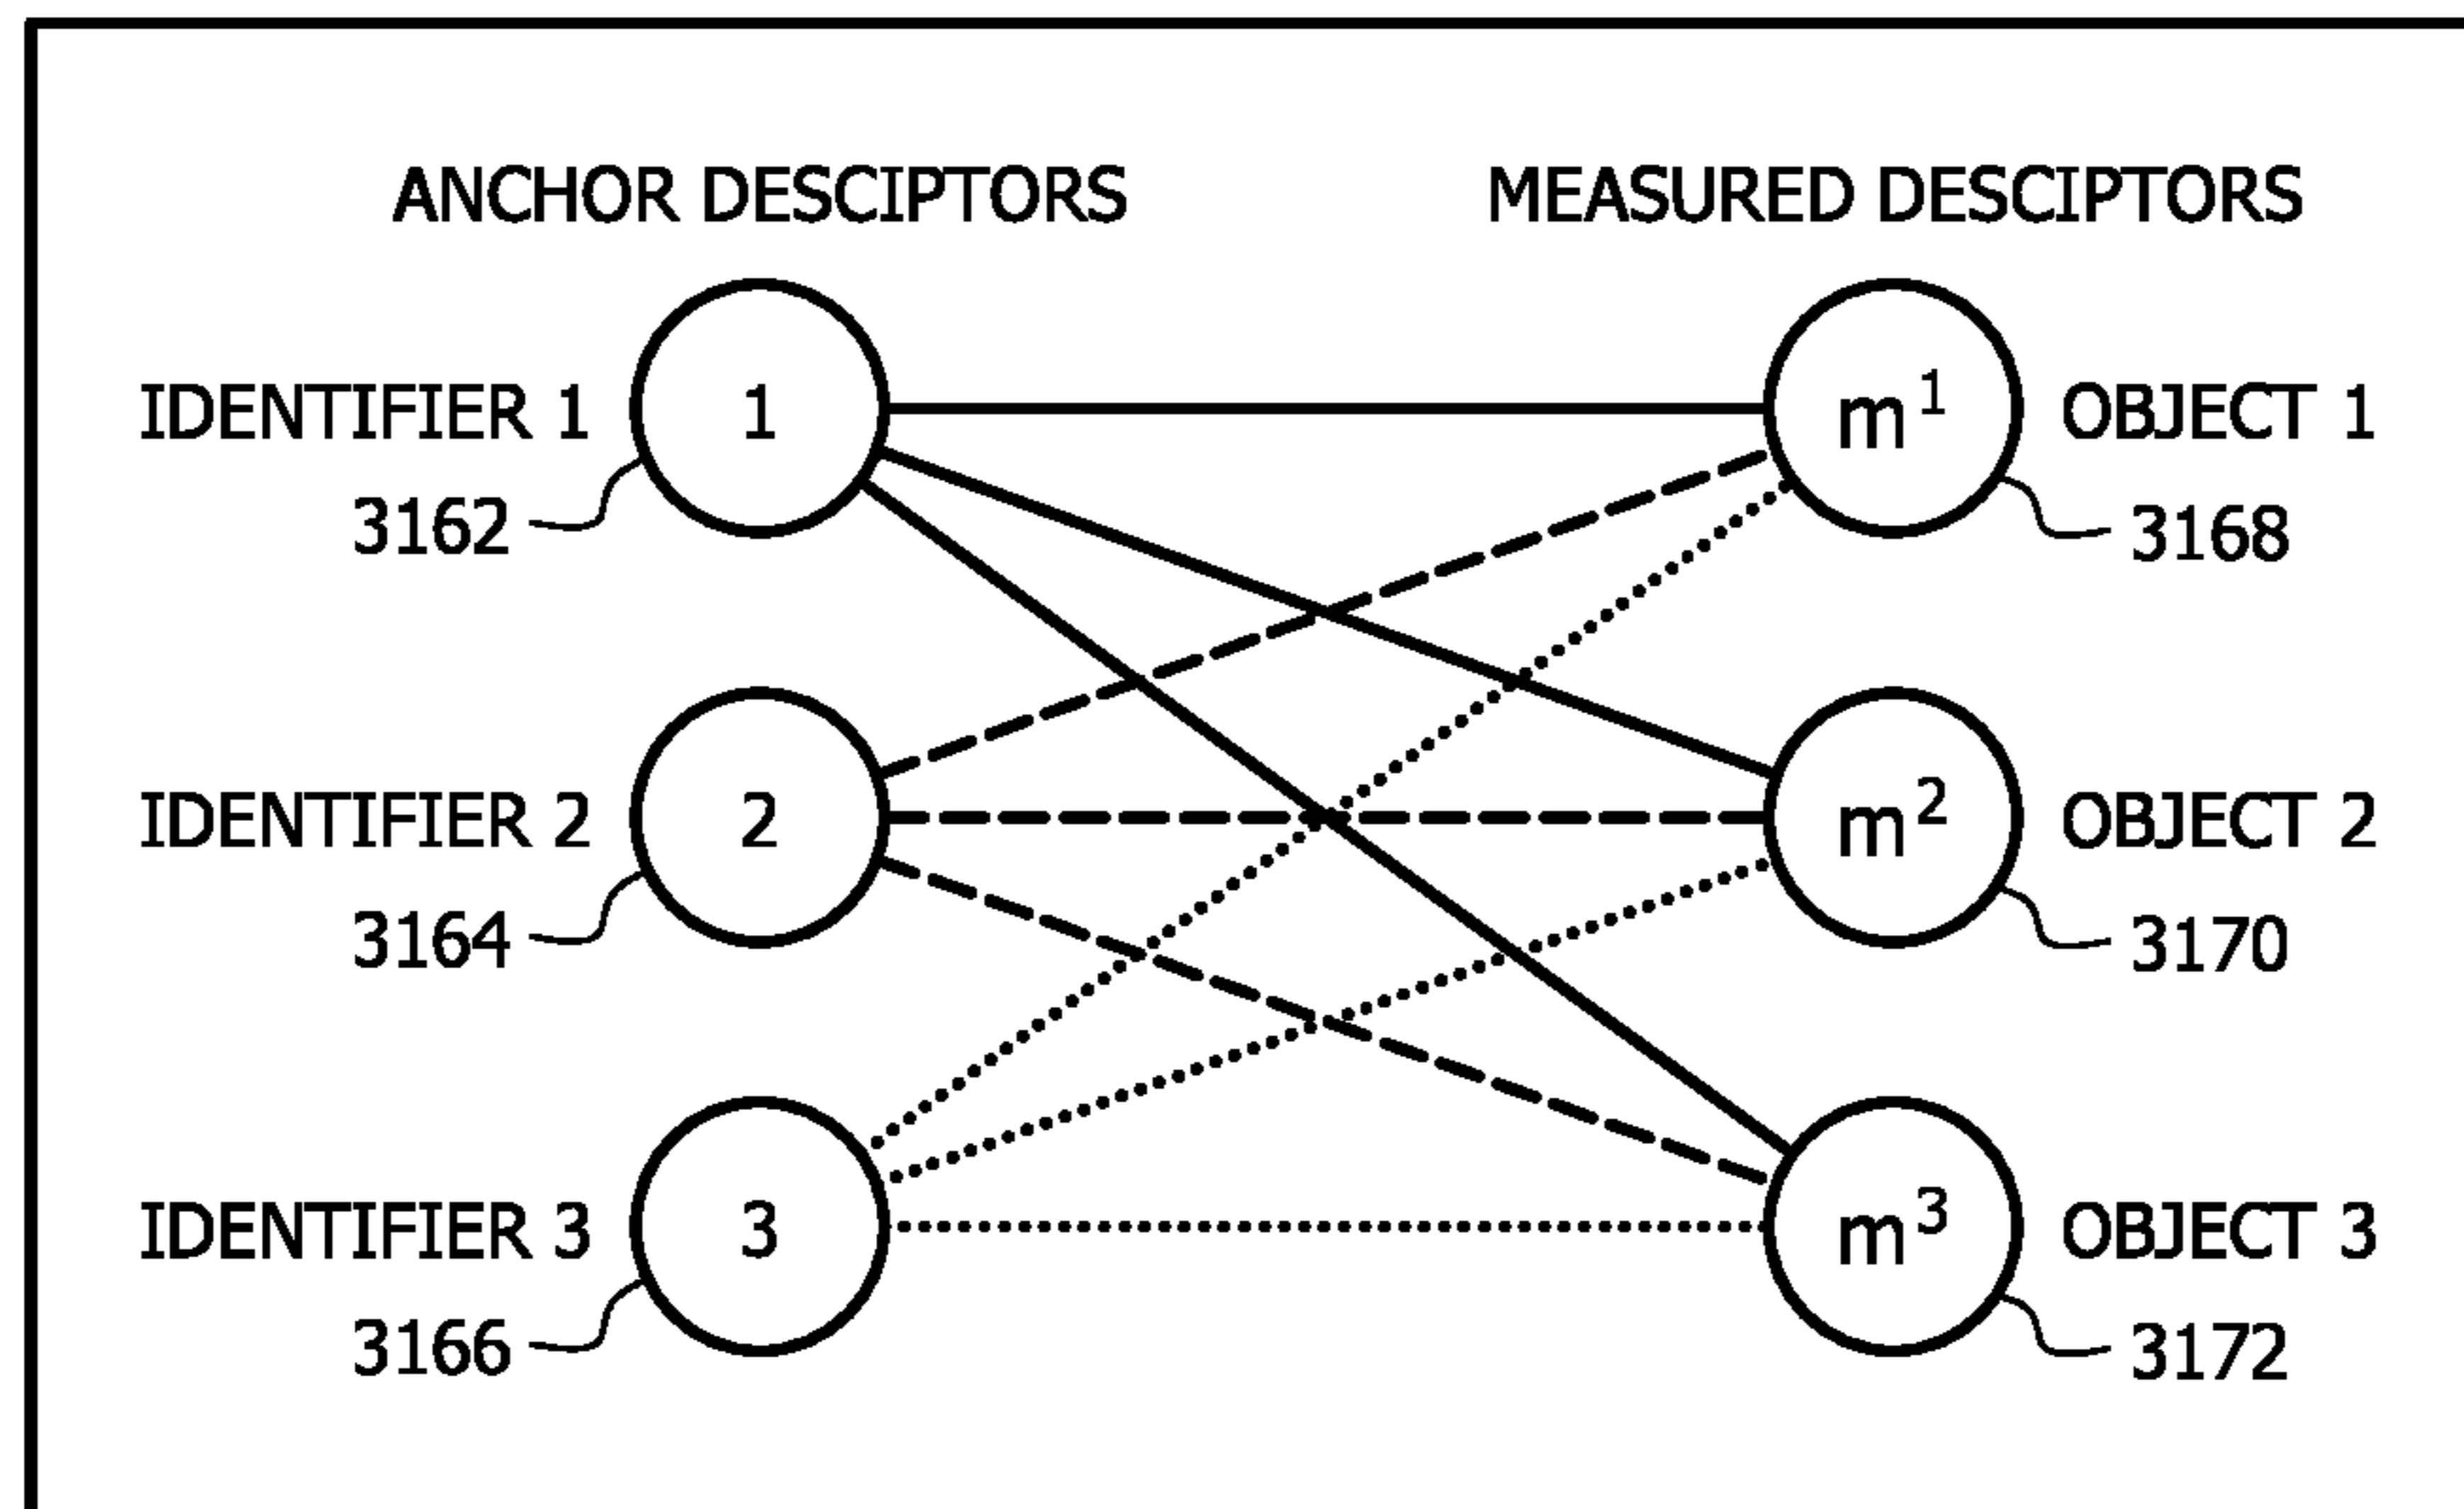 ANCHOR DESCIPTORS MEASURED DESCIPTORS
IDENTIFIER 1 1 m¹ OBJECT 1
3162 3168
IDENTIFIER 2 2 m² OBJECT 2
3164 3170
IDENTIFIER 3 3 m³ OBJECT 3
3166 3172